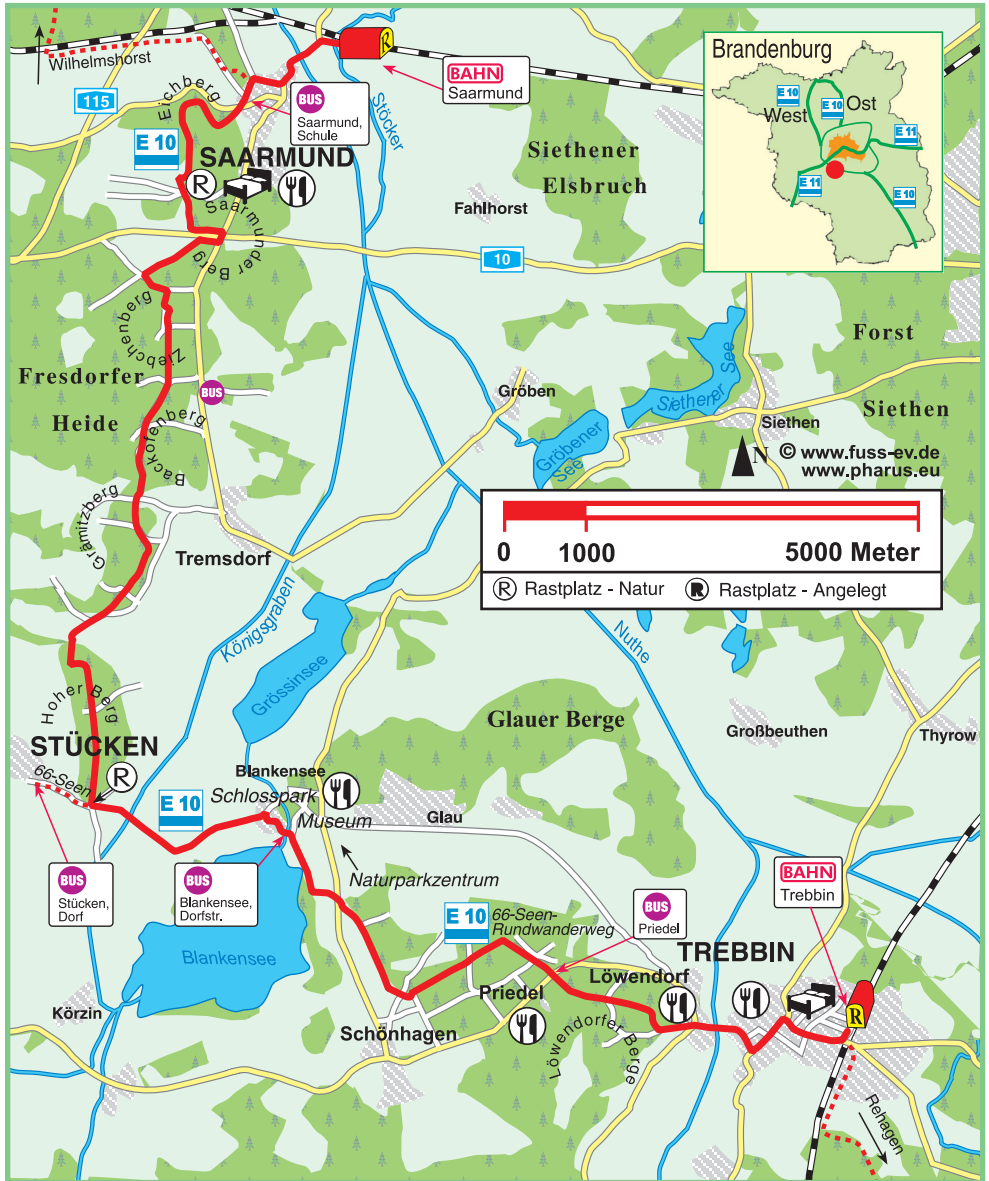 Wilhelmshorst
115
Eichberg
E 10
BUS
Saarmund,
Schule
Stöcker
BAHN
Saarmund
Brandenburg
E 10
West
E 10
Ost
E 11
E 11
E 10
SAARMUND
R
Saarmunder Berg
Siethener
Elsbruch
Fahlhorst
10
Ziebchenberg
Fresdorfer
Heide
BUS
Backofenberg
Gröben
Siethener See
Gröbener
See
Forst
Siethen
Siethen
N
© www.fuss-ev.de
www.pharus.eu
0 1000 5000 Meter
R Rastplatz - Natur R Rastplatz - Angelegt
Grämitzberg
Tremsdorf
Königsgraben
Nuthe
Grössinsee
Hoher Berg
Glauer Berge
Großbeuthen
Thyrow
STÜCKEN
66-Seen
R
E 10
Blankensee
Schlosspark
Museum
Glau
Naturparkzentrum
BUS
Stücken,
Dorf
BUS
Blankensee,
Dorfstr.
Blankensee
E 10
66-Seen-
Rundwanderweg
BUS
Priedel
BAHN
Trebbin
TREBBIN
Löwendorf
Priedel
Schönhagen
Löwendorfer Berge
Körzin
R
R
Rehagen